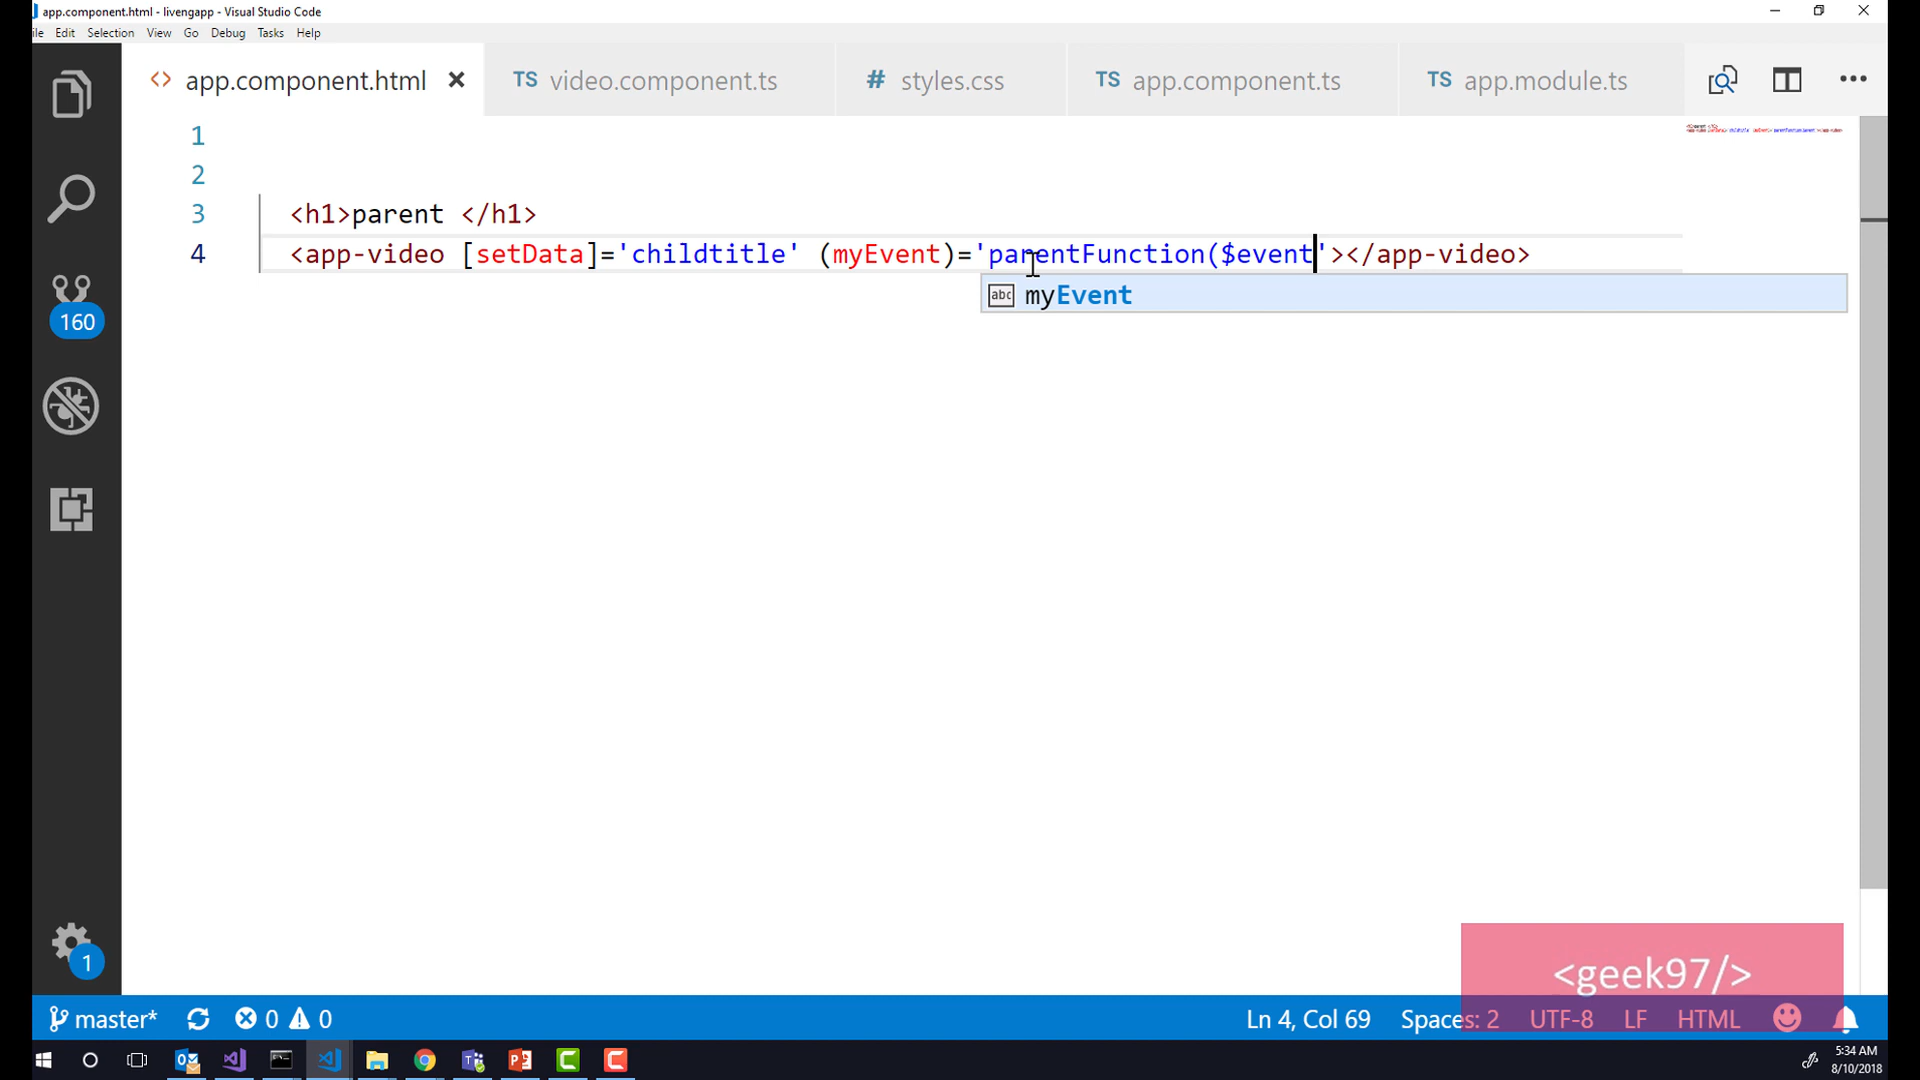 app.component.html - livengapp - Visual Studio Code
ile Edit Selection View Go Debug Tasks Help
<> app.component.html × TS video.component.ts # styles.css TS app.component.ts TS app.module.ts •••
1
2
3 <h1>parent </h1>
4 <app-video [setData]='childtitle' (myEvent)='parentFunction($event'></app-video>
abc myEvent
160
1
<geek97/>
master* 0 0 Ln 4, Col 69 Spaces: 2 UTF-8 LF HTML
5:34 AM
8/10/2018